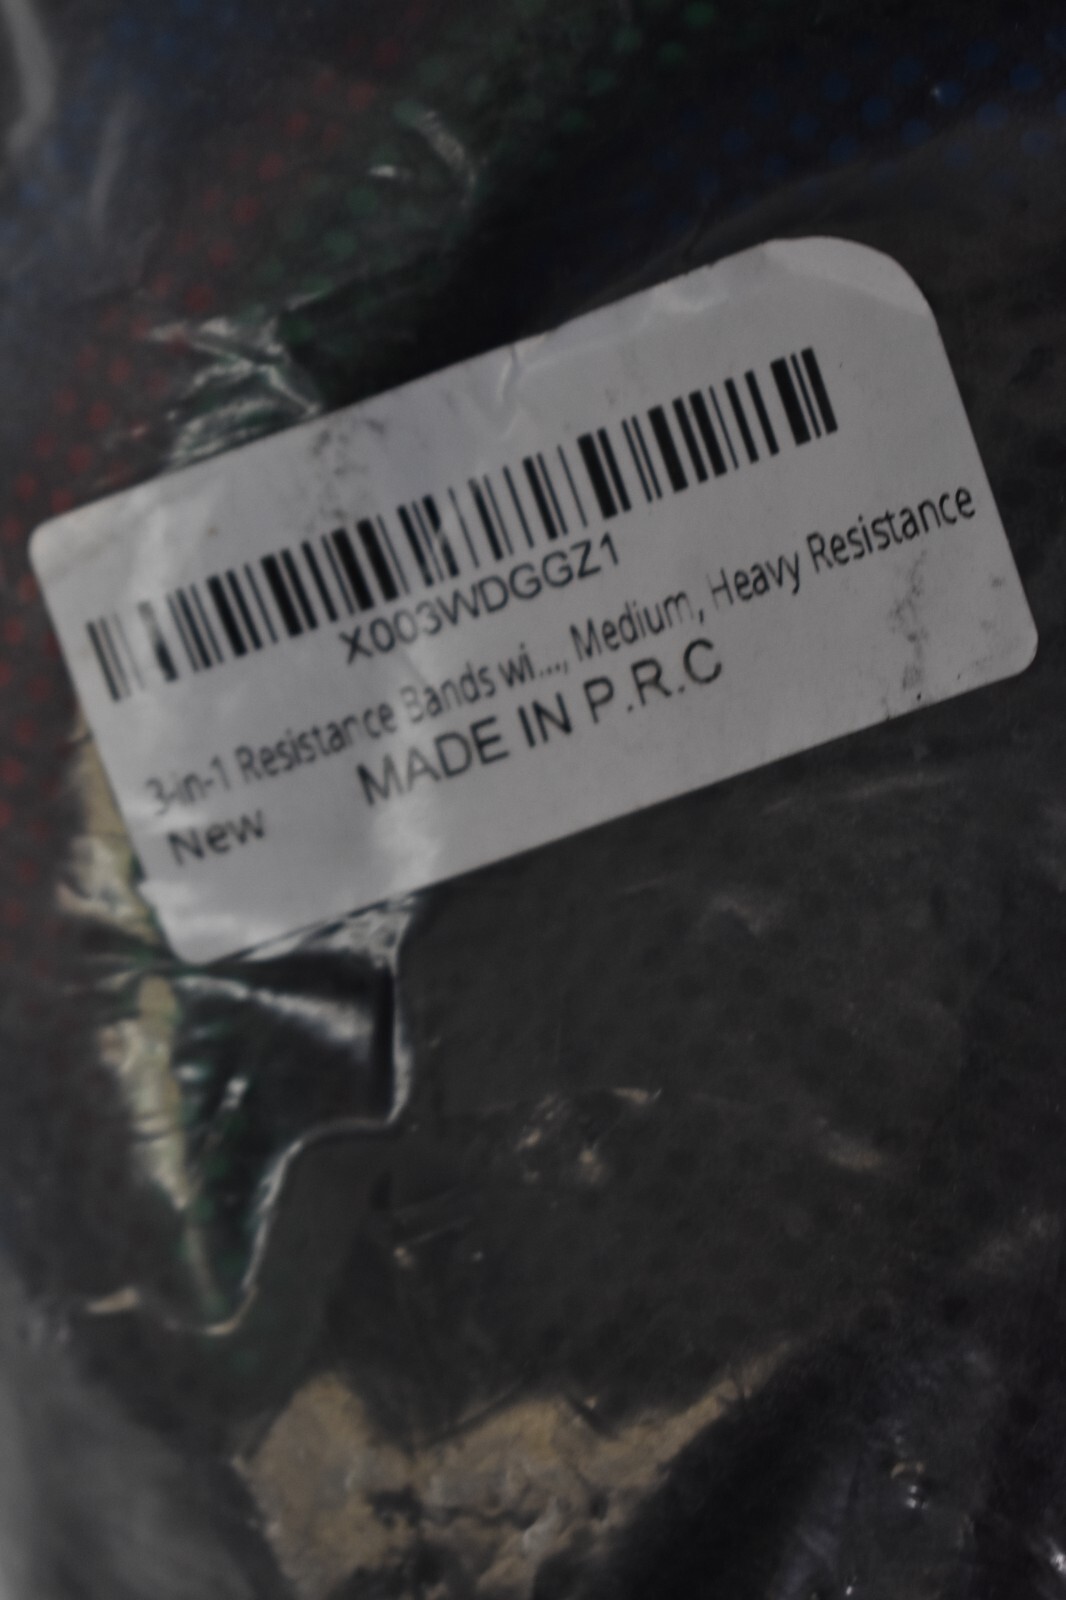 X003WDGGZ1
3-in-1 Resistance Bands wi..., Medium, Heavy Resistance
New
MADE IN P.R.C